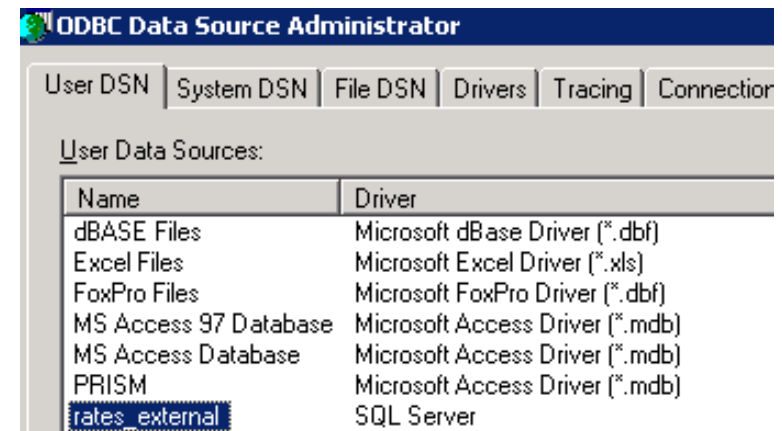 ODBC Data Source Administrator
User DSN System DSN File DSN Drivers Tracing Connection
User Data Sources:
Name Driver
dBASE Files Microsoft dBase Driver (*.dbf)
Excel Files Microsoft Excel Driver (*.xls)
FoxPro Files Microsoft FoxPro Driver (*.dbf)
MS Access 97 Database Microsoft Access Driver (*.mdb)
MS Access Database Microsoft Access Driver (*.mdb)
PRISM Microsoft Access Driver (*.mdb)
rates_external SQL Server